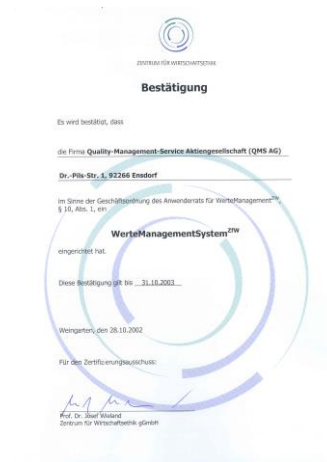 ZENTRUM FÜR WIRTSCHAFTSETHIK
Bestätigung
Es wird bestätigt, dass
die Firma Quality-Management-Service Aktiengesellschaft (QMS AG)
Dr.-Pils-Str. 1, 92266 Ensdorf
im Sinne der Geschäftsordnung des Anwenderrats für WerteManagementZfW,
§ 10, Abs. 1, ein
WerteManagementSystemZfW
eingerichtet hat.
Diese Bestätigung gilt bis 31.10.2003
Weingarten, den 28.10.2002
Für den Zertifizierungsausschuss:
Prof. Dr. Josef Wieland
Zentrum für Wirtschaftsethik gGmbH